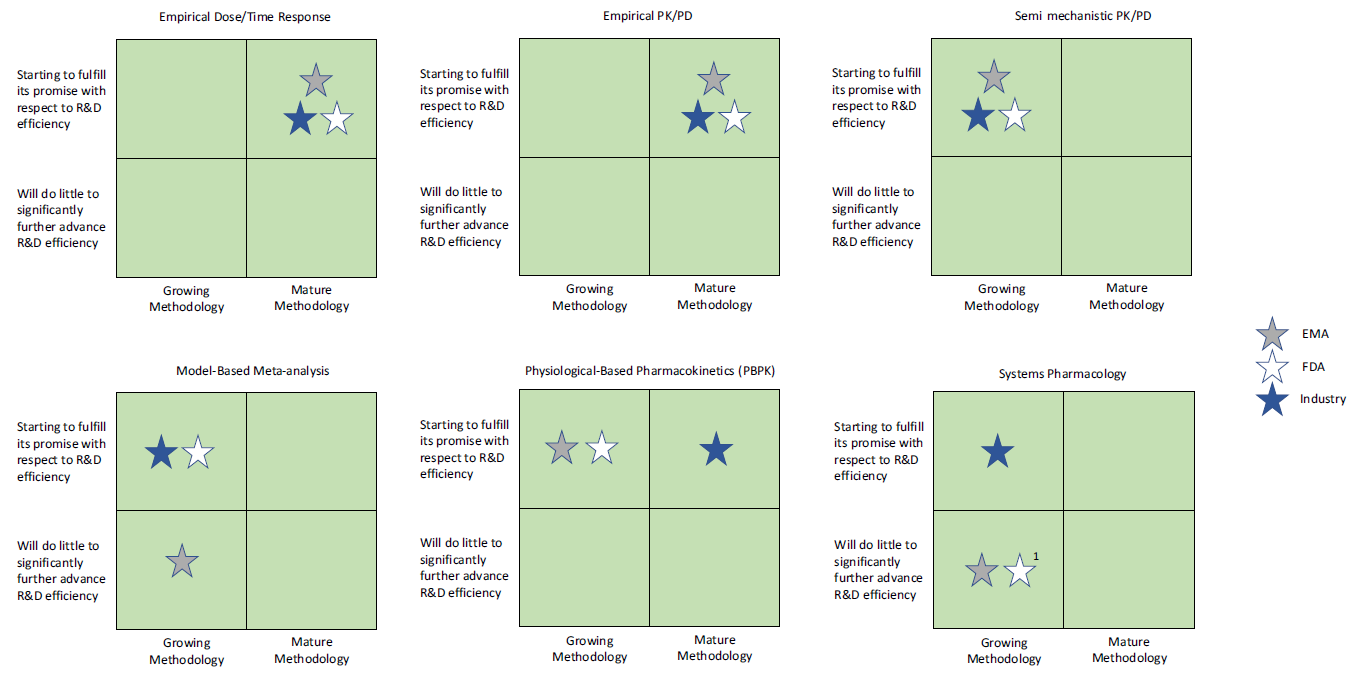 Empirical Dose/Time Response
Starting to fulfill
its promise with
respect to R&D
efficiency
Will do little to
significantly
further advance
R&D efficiency
Growing
Methodology
Mature
Methodology
Empirical PK/PD
Starting to fulfill
its promise with
respect to R&D
efficiency
Will do little to
significantly
further advance
R&D efficiency
Growing
Methodology
Mature
Methodology
Semi mechanistic PK/PD
Starting to fulfill
its promise with
respect to R&D
efficiency
Will do little to
significantly
further advance
R&D efficiency
Growing
Methodology
Mature
Methodology
EMA
FDA
Industry
Model-Based Meta-analysis
Starting to fulfill
its promise with
respect to R&D
efficiency
Will do little to
significantly
further advance
R&D efficiency
Growing
Methodology
Mature
Methodology
Physiological-Based Pharmacokinetics (PBPK)
Starting to fulfill
its promise with
respect to R&D
efficiency
Will do little to
significantly
further advance
R&D efficiency
Growing
Methodology
Mature
Methodology
Systems Pharmacology
Starting to fulfill
its promise with
respect to R&D
efficiency
Will do little to
significantly
further advance
R&D efficiency
1
Growing
Methodology
Mature
Methodology